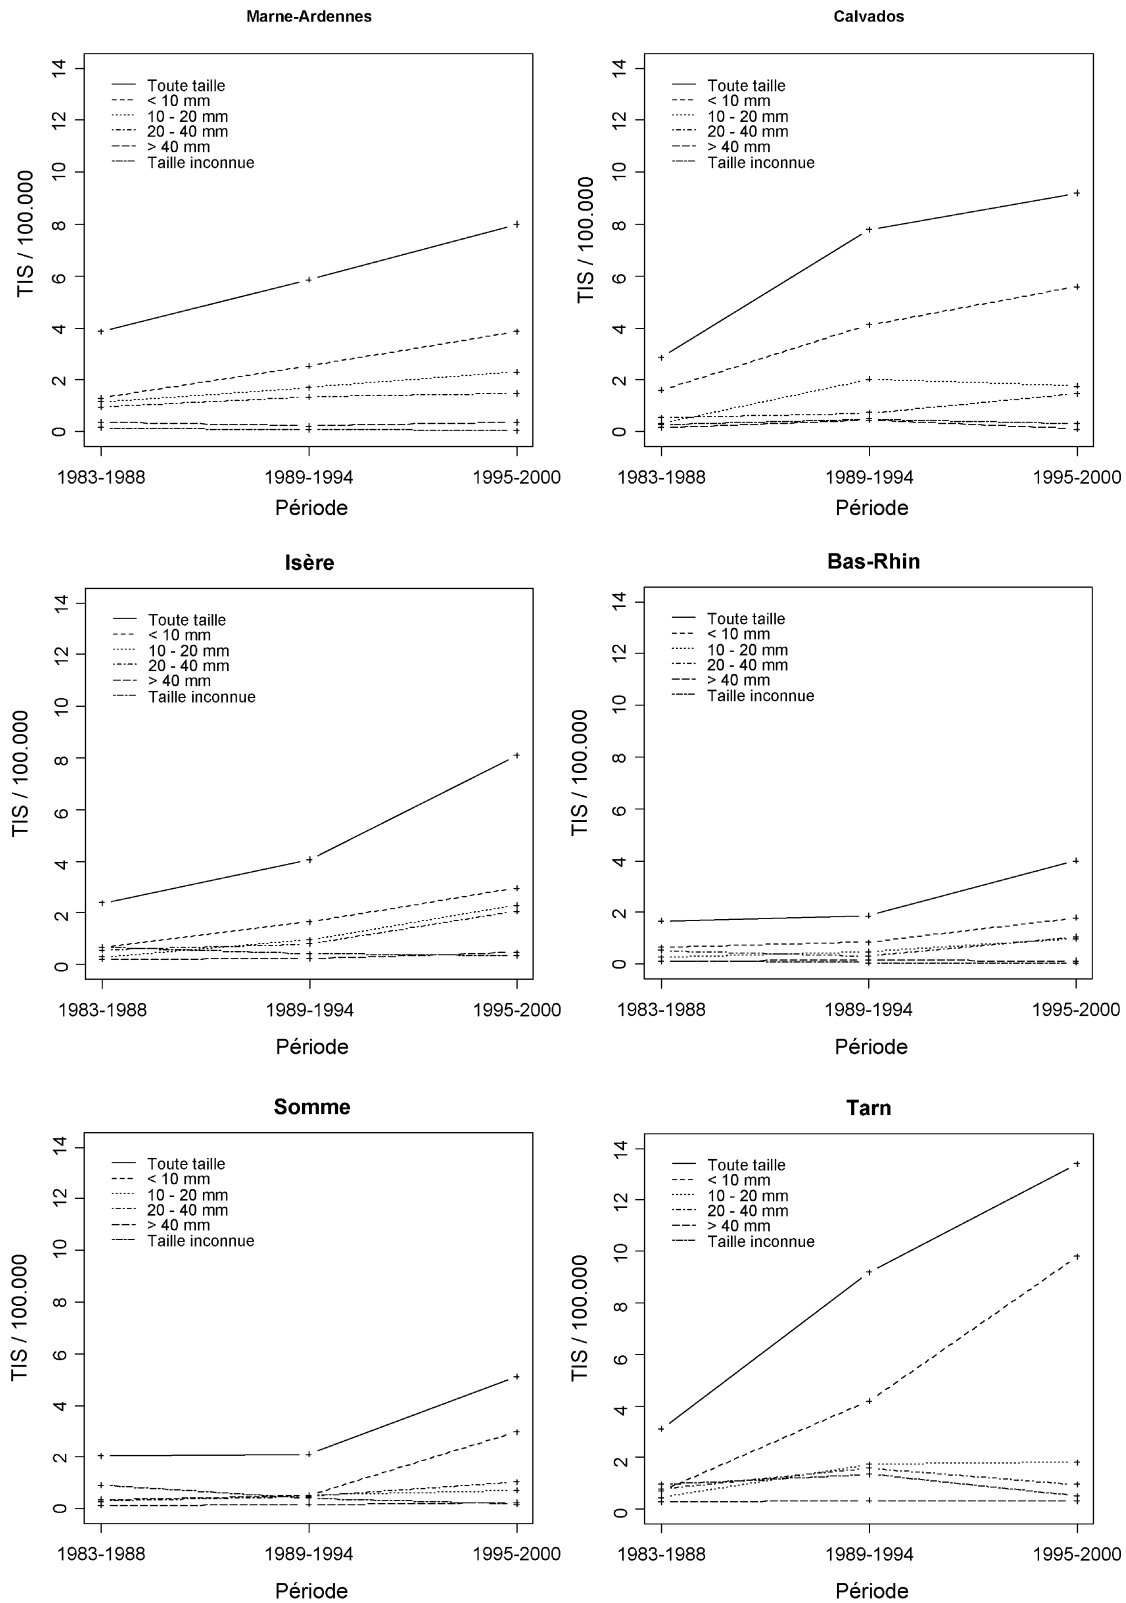 Marne-Ardennes
TIS / 100.000
14
12
10
8
6
4
2
0
Toute taille
< 10 mm
10 - 20 mm
20 - 40 mm
> 40 mm
Taille inconnue
1983-1988 1989-1994 1995-2000
Période
Calvados
TIS / 100.000
14
12
10
8
6
4
2
0
Toute taille
< 10 mm
10 - 20 mm
20 - 40 mm
> 40 mm
Taille inconnue
1983-1988 1989-1994 1995-2000
Période
Isère
TIS / 100.000
14
12
10
8
6
4
2
0
Toute taille
< 10 mm
10 - 20 mm
20 - 40 mm
> 40 mm
Taille inconnue
1983-1988 1989-1994 1995-2000
Période
Bas-Rhin
TIS / 100.000
14
12
10
8
6
4
2
0
Toute taille
< 10 mm
10 - 20 mm
20 - 40 mm
> 40 mm
Taille inconnue
1983-1988 1989-1994 1995-2000
Période
Somme
TIS / 100.000
14
12
10
8
6
4
2
0
Toute taille
< 10 mm
10 - 20 mm
20 - 40 mm
> 40 mm
Taille inconnue
1983-1988 1989-1994 1995-2000
Période
Tarn
TIS / 100.000
14
12
10
8
6
4
2
0
Toute taille
< 10 mm
10 - 20 mm
20 - 40 mm
> 40 mm
Taille inconnue
1983-1988 1989-1994 1995-2000
Période